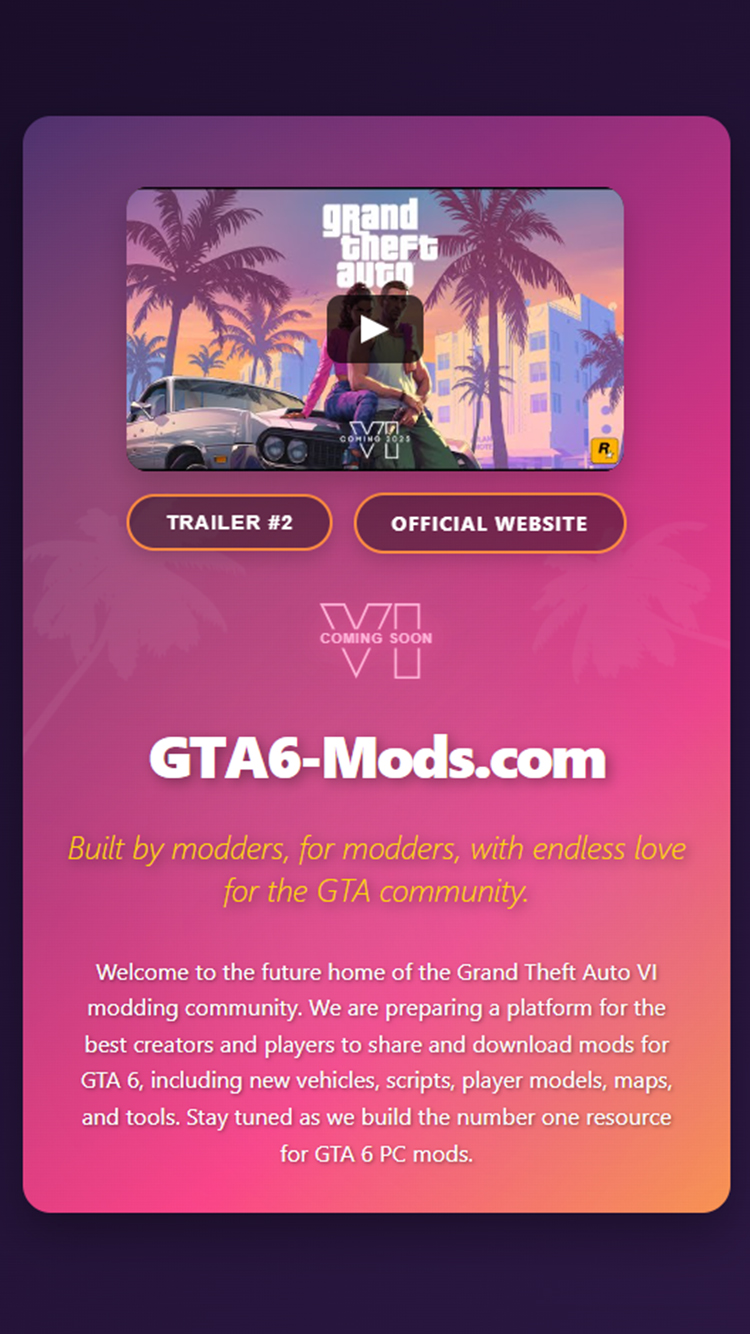 grand
theft
auto
VI
COMING 2025
R
TRAILER #2
OFFICIAL WEBSITE
VI
COMING SOON
GTA6-Mods.com
Built by modders, for modders, with endless love
for the GTA community.
Welcome to the future home of the Grand Theft Auto VI
modding community. We are preparing a platform for the
best creators and players to share and download mods for
GTA 6, including new vehicles, scripts, player models, maps,
and tools. Stay tuned as we build the number one resource
for GTA 6 PC mods.